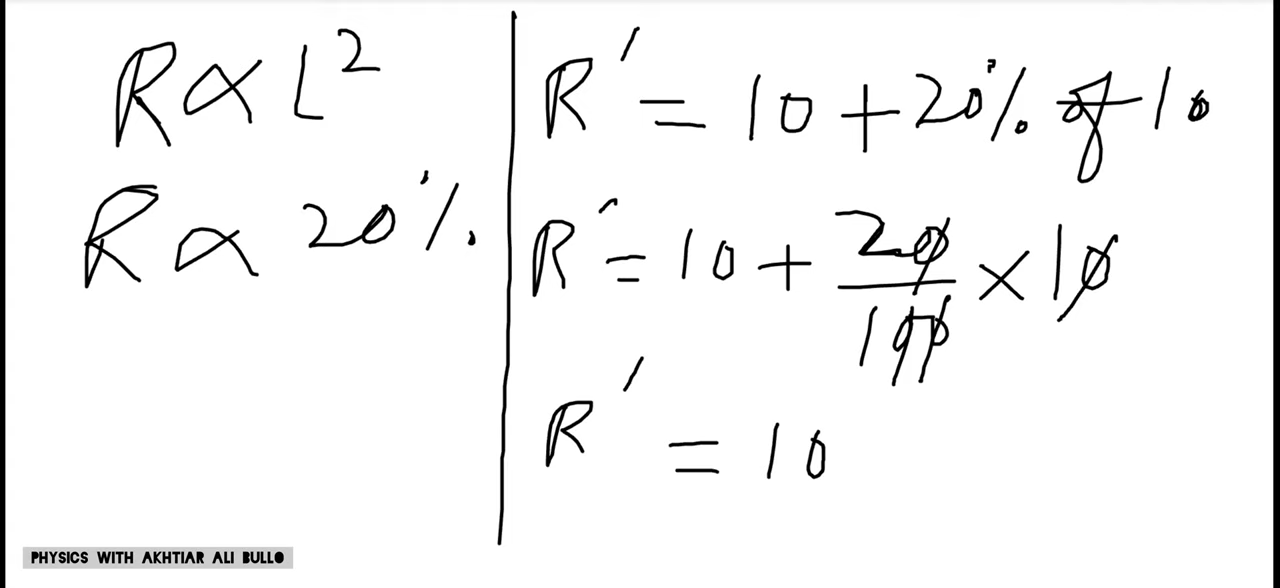 R ∝ L²
R ∝ 20%
R′ = 10 + 20% of 10
R′ = 10 + 20/100 × 10
R′ = 10
PHYSICS WITH AKHTIAR ALI BULLO